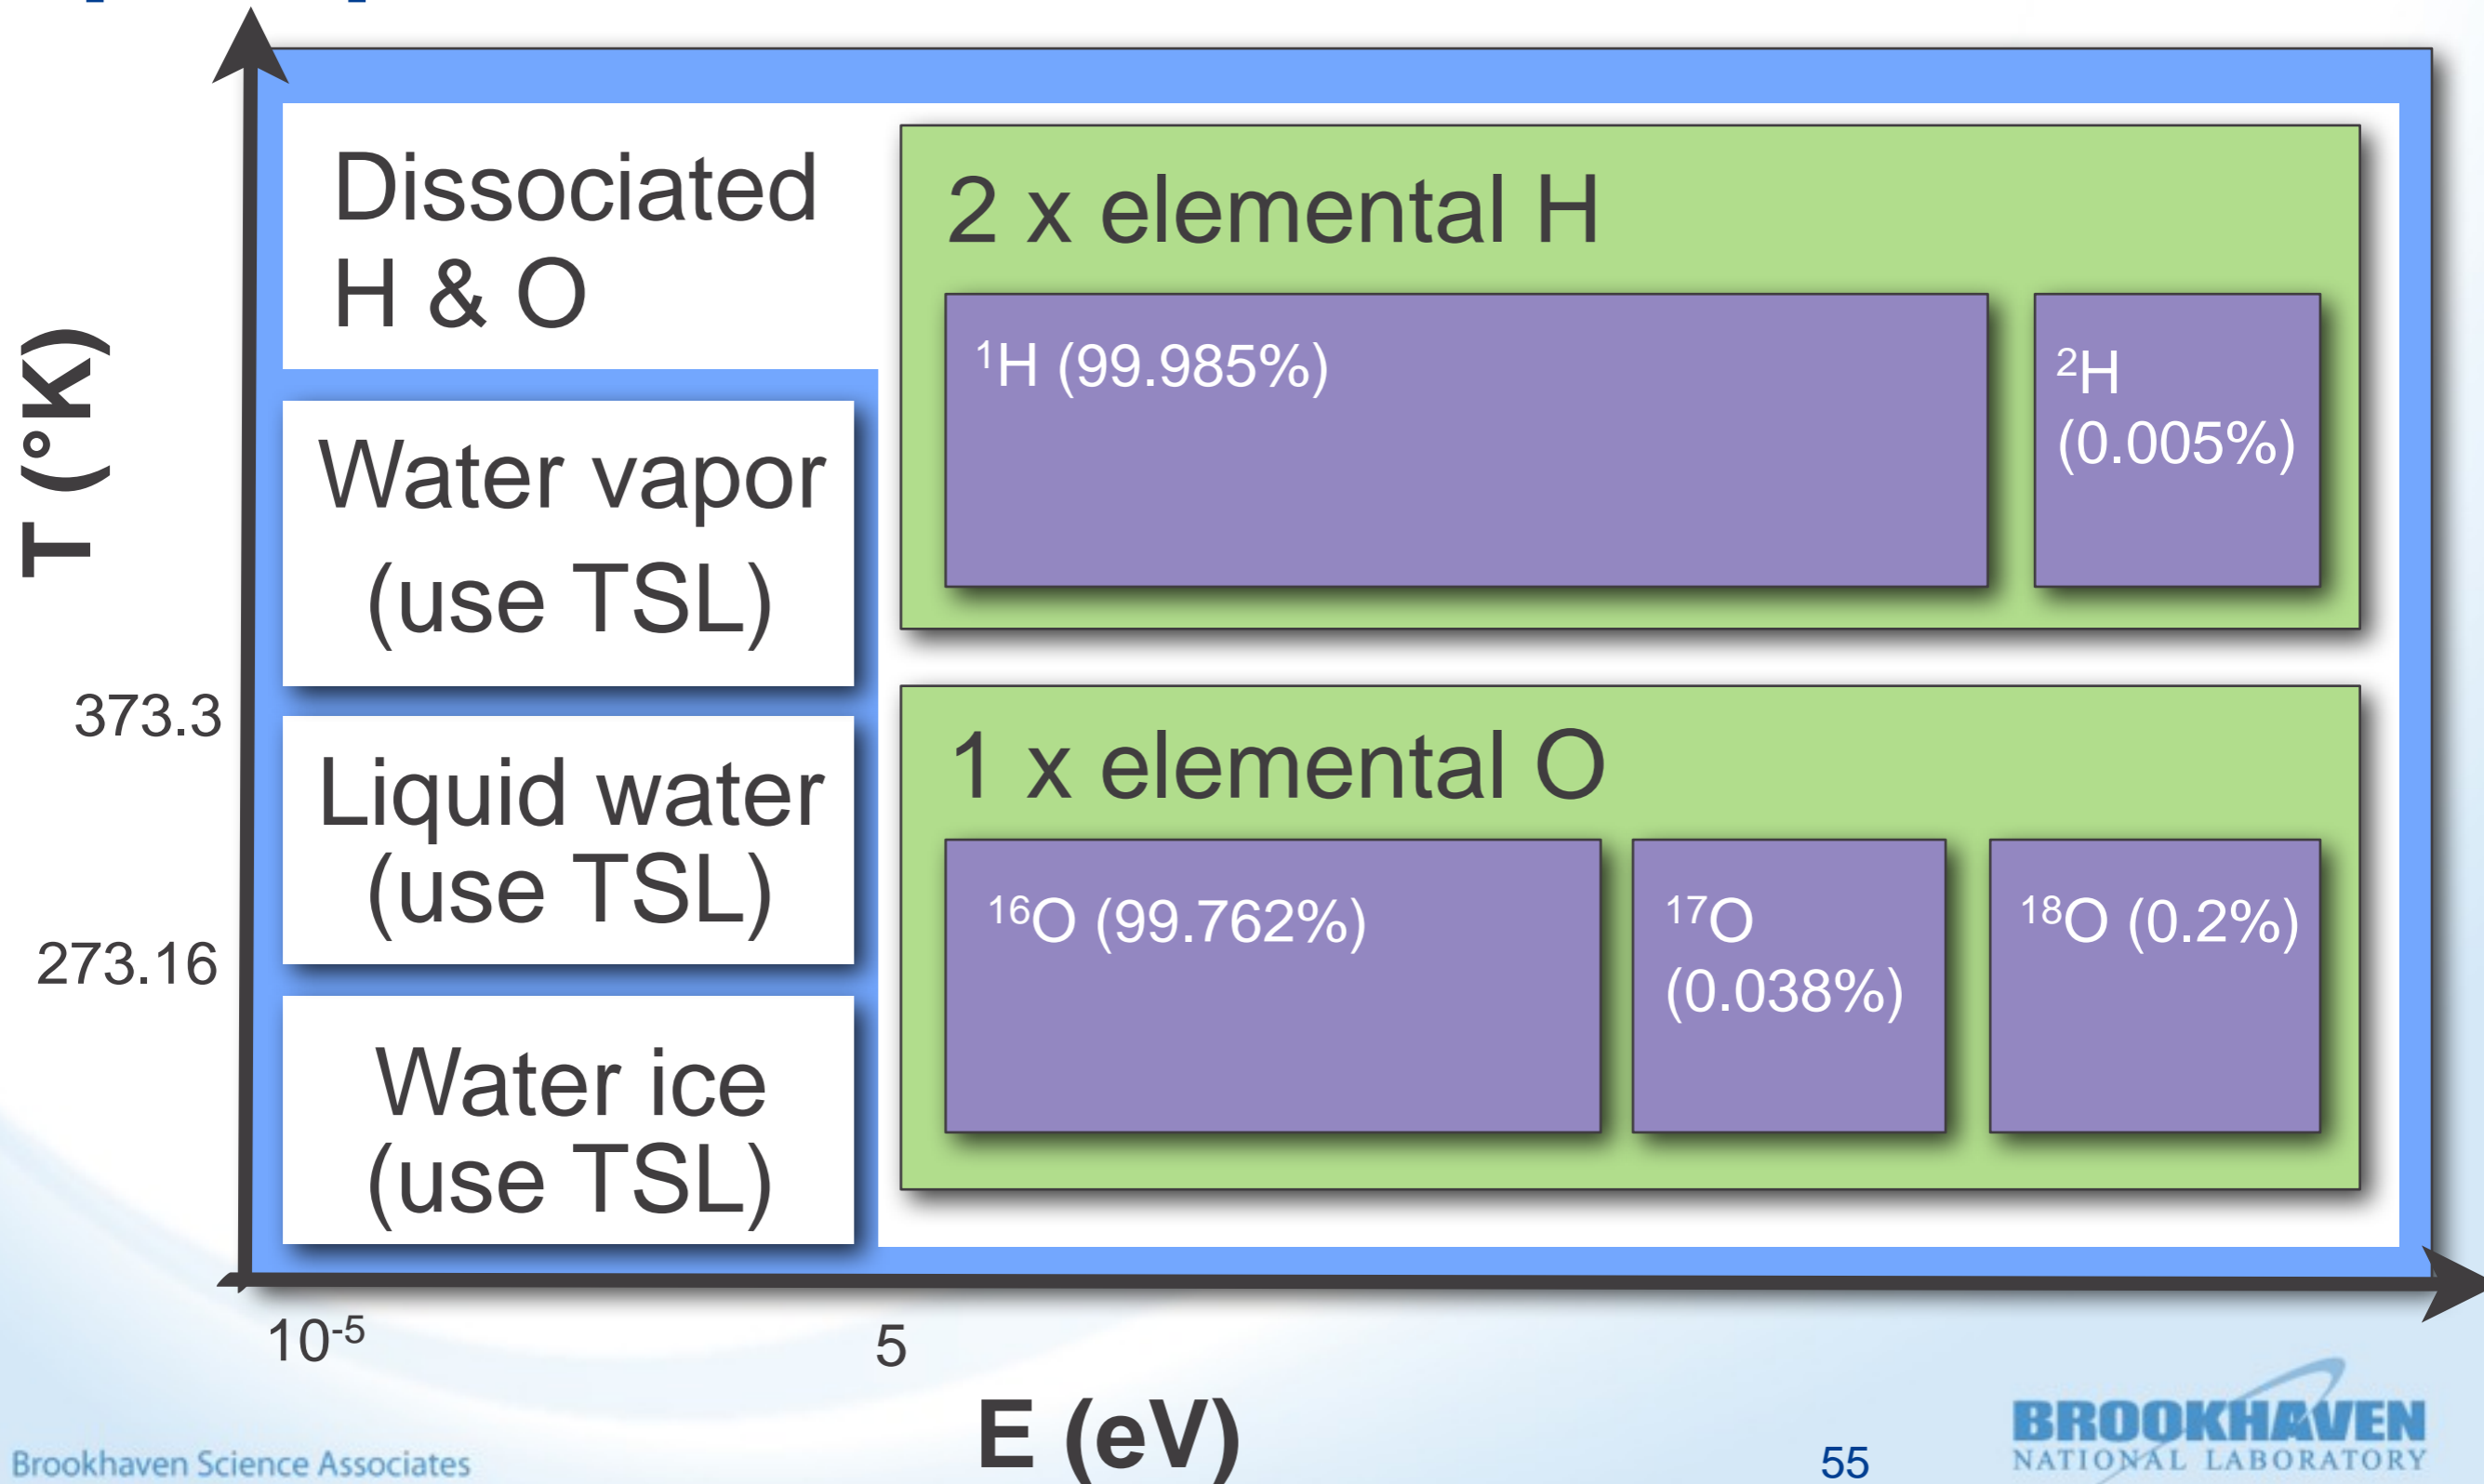 Dissociated
H & O
2 x elemental H
¹H (99.985%)
²H
(0.005%)
T (°K)
Water vapor
(use TSL)
373.3
Liquid water
(use TSL)
1 x elemental O
¹⁶O (99.762%)
¹⁷O
(0.038%)
¹⁸O (0.2%)
273.16
Water ice
(use TSL)
10⁻⁵
5
E (eV)
Brookhaven Science Associates
55
BROOKHAVEN
NATIONAL LABORATORY